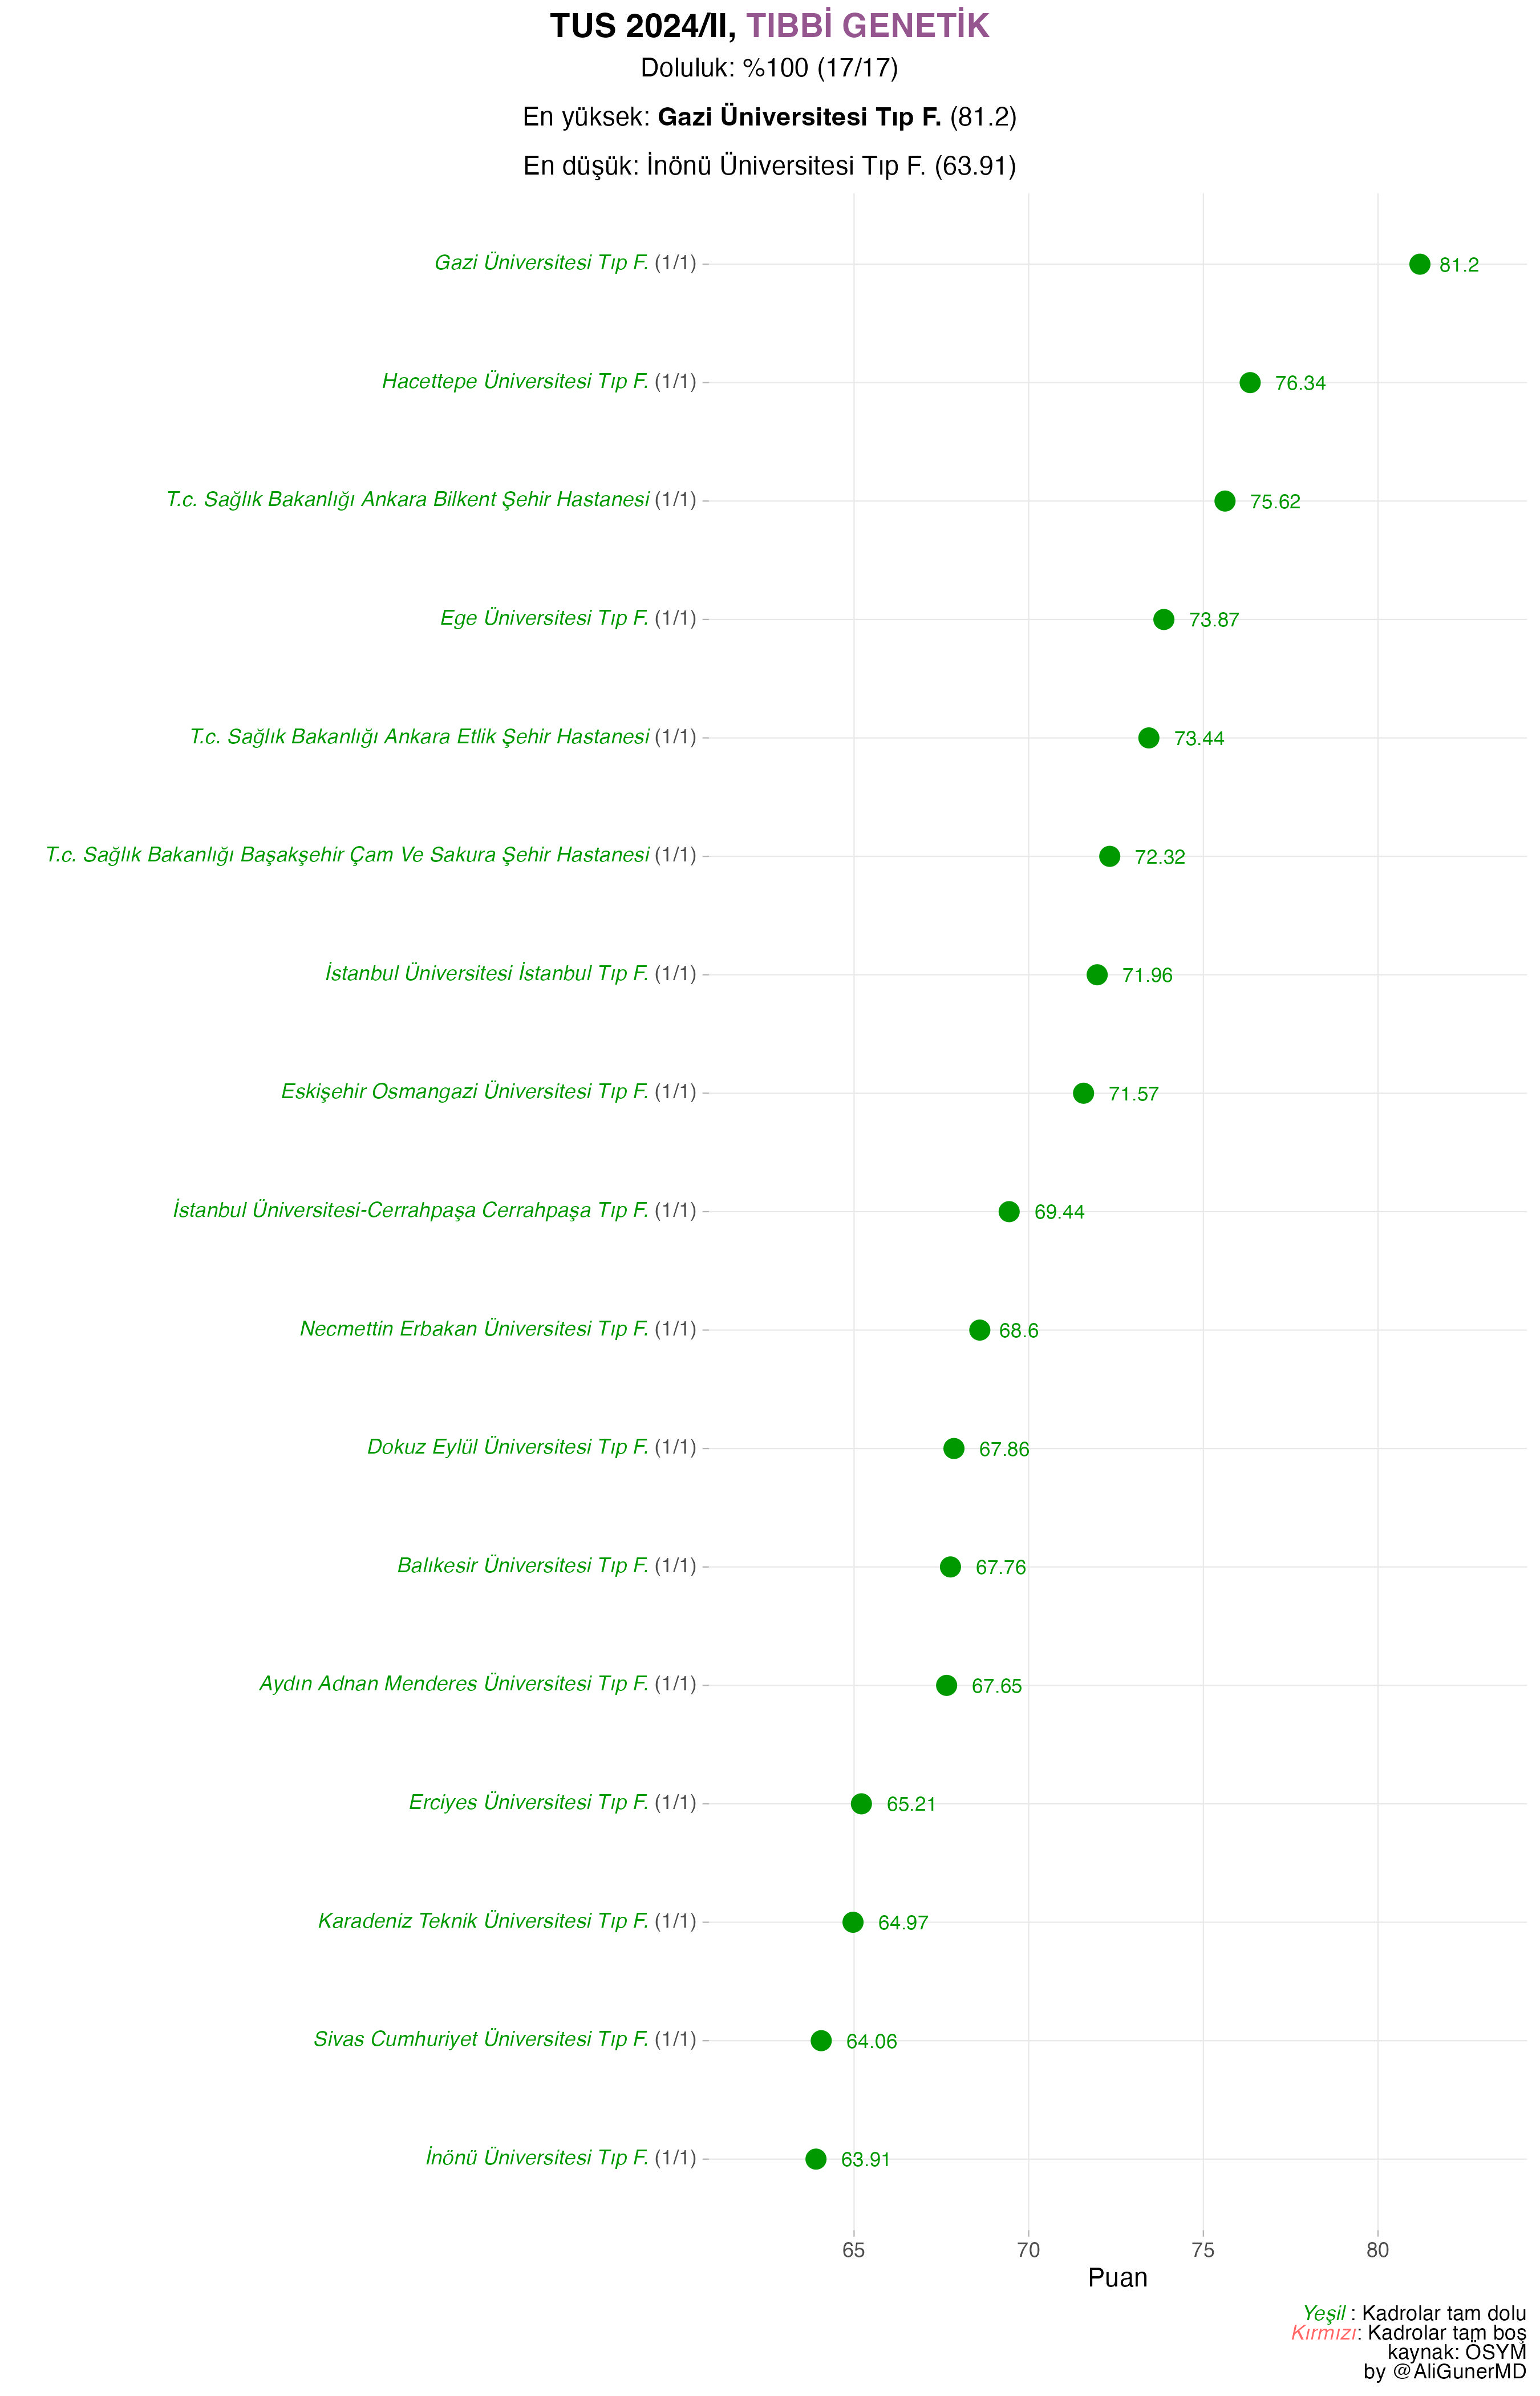 TUS 2024/II, TIBBİ GENETİK
Doluluk: %100 (17/17)
En yüksek: Gazi Üniversitesi Tıp F. (81.2)
En düşük: İnönü Üniversitesi Tıp F. (63.91)
Gazi Üniversitesi Tıp F. (1/1) 81.2
Hacettepe Üniversitesi Tıp F. (1/1) 76.34
T.c. Sağlık Bakanlığı Ankara Bilkent Şehir Hastanesi (1/1) 75.62
Ege Üniversitesi Tıp F. (1/1) 73.87
T.c. Sağlık Bakanlığı Ankara Etlik Şehir Hastanesi (1/1) 73.44
T.c. Sağlık Bakanlığı Başakşehir Çam Ve Sakura Şehir Hastanesi (1/1) 72.32
İstanbul Üniversitesi İstanbul Tıp F. (1/1) 71.96
Eskişehir Osmangazi Üniversitesi Tıp F. (1/1) 71.57
İstanbul Üniversitesi-Cerrahpaşa Cerrahpaşa Tıp F. (1/1) 69.44
Necmettin Erbakan Üniversitesi Tıp F. (1/1) 68.6
Dokuz Eylül Üniversitesi Tıp F. (1/1) 67.86
Balıkesir Üniversitesi Tıp F. (1/1) 67.76
Aydın Adnan Menderes Üniversitesi Tıp F. (1/1) 67.65
Erciyes Üniversitesi Tıp F. (1/1) 65.21
Karadeniz Teknik Üniversitesi Tıp F. (1/1) 64.97
Sivas Cumhuriyet Üniversitesi Tıp F. (1/1) 64.06
İnönü Üniversitesi Tıp F. (1/1) 63.91
65 70 75 80
Puan
Yeşil : Kadrolar tam dolu
Kırmızı: Kadrolar tam boş
kaynak: ÖSYM
by @AliGunerMD